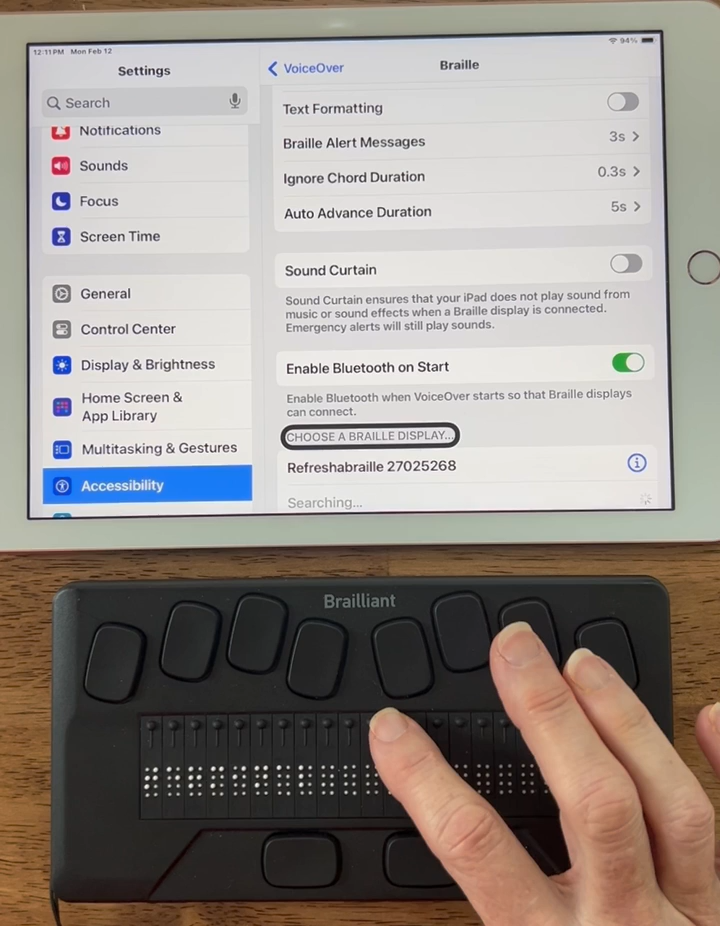 12:11 PM Mon Feb 12
94%
Settings
VoiceOver
Braille
Search
Notifications
Sounds
Focus
Screen Time
General
Control Center
Display & Brightness
Home Screen &
App Library
Multitasking & Gestures
Accessibility
Text Formatting
Braille Alert Messages 3s
Ignore Chord Duration 0.3s
Auto Advance Duration 5s
Sound Curtain
Sound Curtain ensures that your iPad does not play sound from
music or sound effects when a Braille display is connected.
Emergency alerts will still play sounds.
Enable Bluetooth on Start
Enable Bluetooth when VoiceOver starts so that Braille displays
can connect.
CHOOSE A BRAILLE DISPLAY...
Refreshabraille 27025268
Searching...
Brailliant